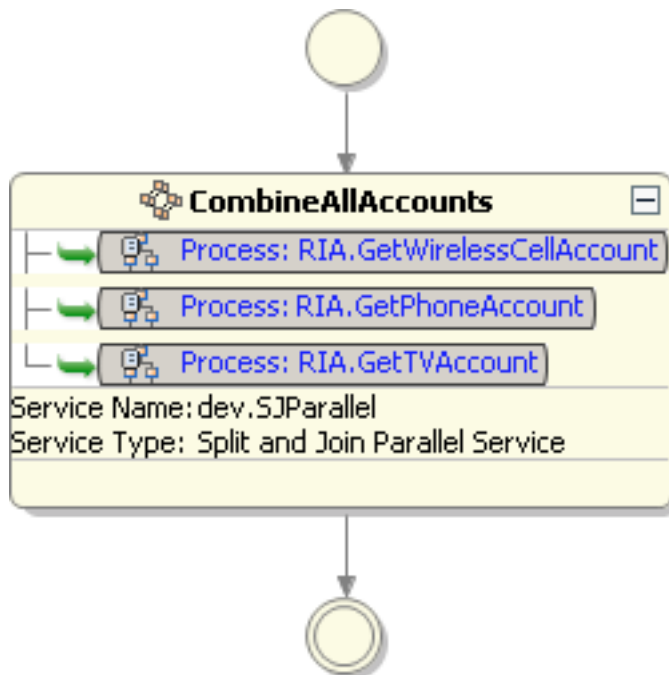 CombineAllAccounts
Process: RIA.GetWirelessCellAccount
Process: RIA.GetPhoneAccount
Process: RIA.GetTVAccount
Service Name: dev.SJParallel
Service Type: Split and Join Parallel Service